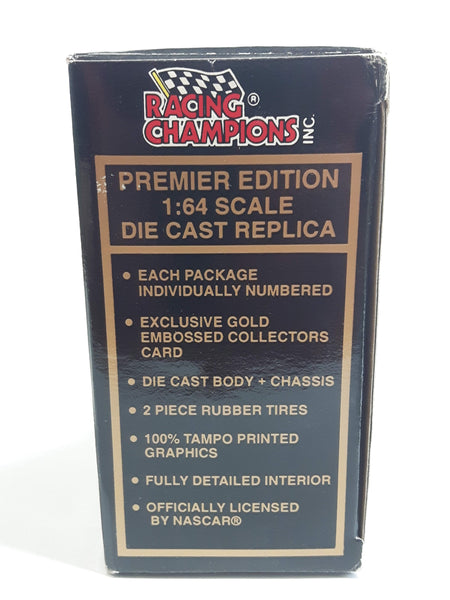 RACING ®
CHAMPIONS INC.
PREMIER EDITION
1:64 SCALE
DIE CAST REPLICA
• EACH PACKAGE
INDIVIDUALLY NUMBERED
• EXCLUSIVE GOLD
EMBOSSED COLLECTORS
CARD
• DIE CAST BODY + CHASSIS
• 2 PIECE RUBBER TIRES
• 100% TAMPO PRINTED
GRAPHICS
• FULLY DETAILED INTERIOR
• OFFICIALLY LICENSED
BY NASCAR®